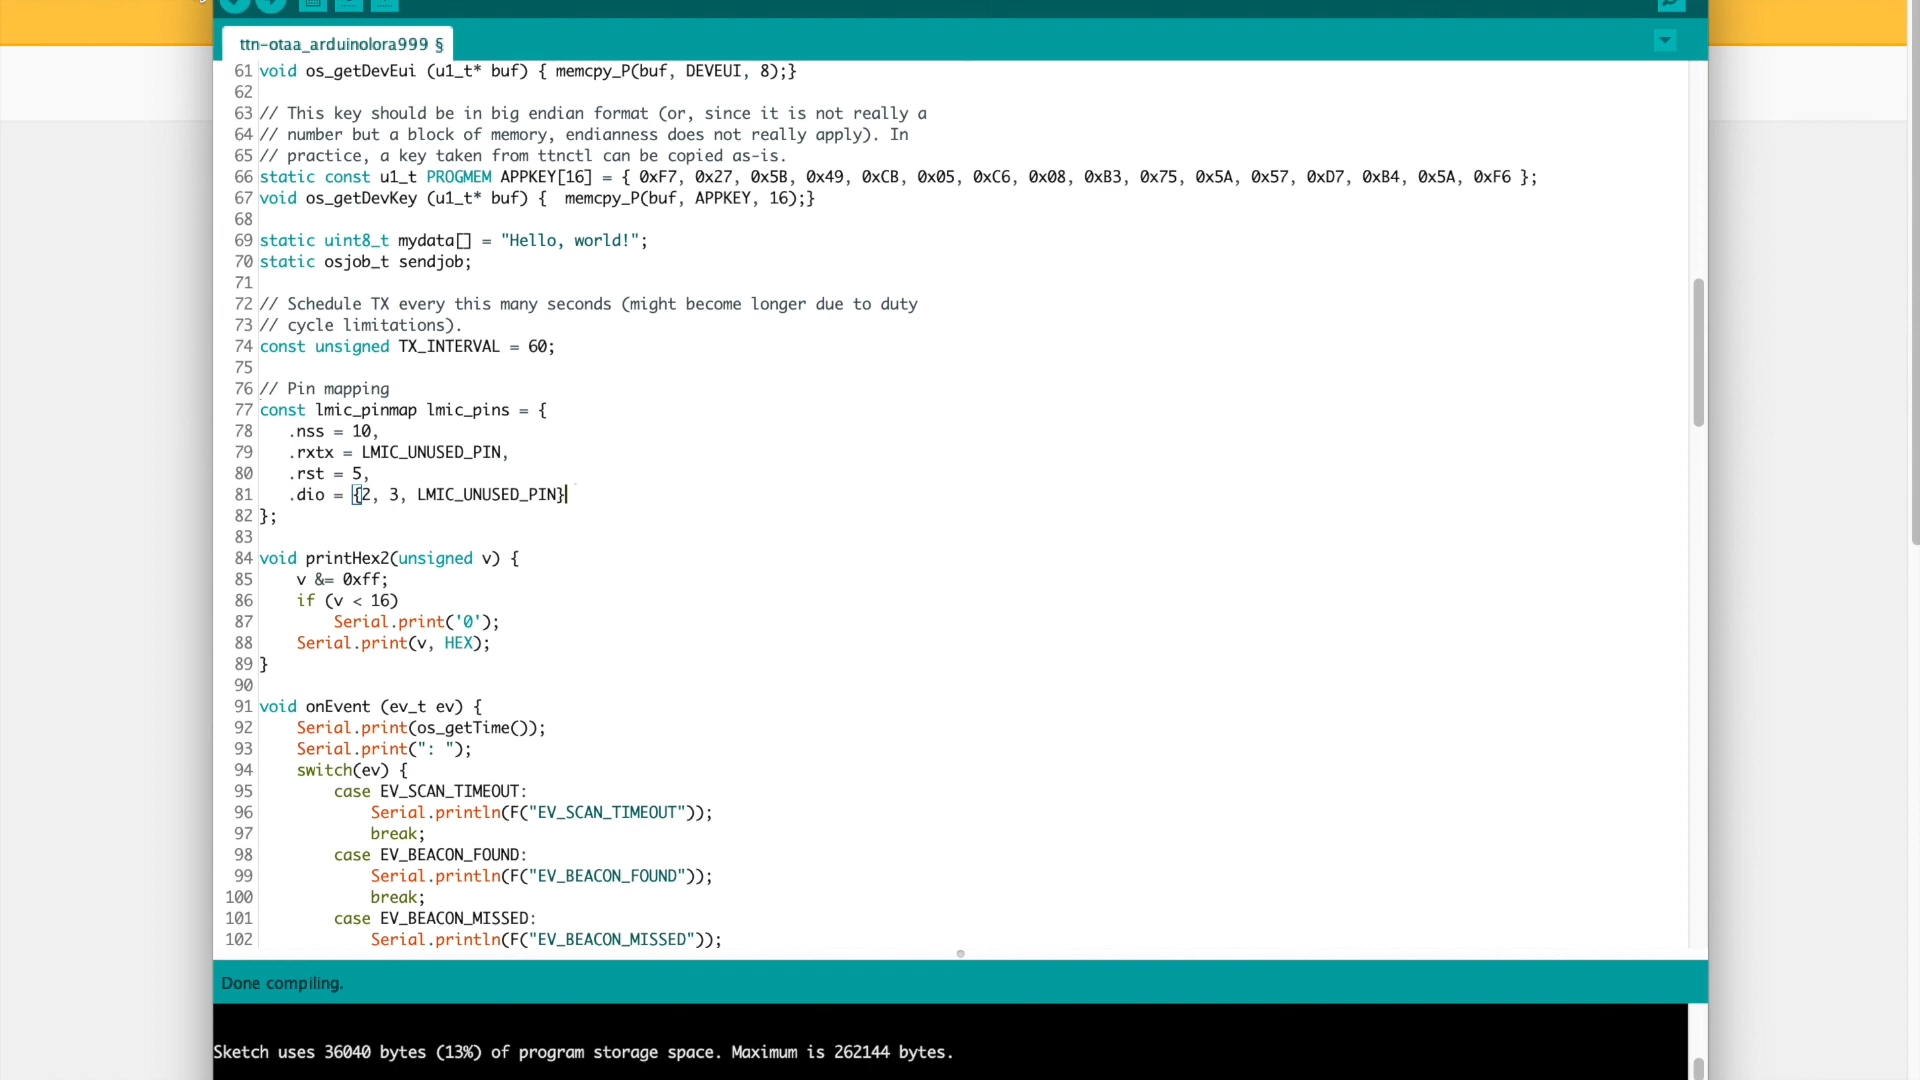 ttn-otaa_arduinolora999 §
61 void os_getDevEui (u1_t* buf) { memcpy_P(buf, DEVEUI, 8);}
62
63 // This key should be in big endian format (or, since it is not really a
64 // number but a block of memory, endianness does not really apply). In
65 // practice, a key taken from ttnctl can be copied as-is.
66 static const u1_t PROGMEM APPKEY[16] = { 0xF7, 0x27, 0x5B, 0x49, 0xCB, 0x05, 0xC6, 0x08, 0xB3, 0x75, 0x5A, 0x57, 0xD7, 0xB4, 0x5A, 0xF6 };
67 void os_getDevKey (u1_t* buf) {  memcpy_P(buf, APPKEY, 16);}
68
69 static uint8_t mydata[] = "Hello, world!";
70 static osjob_t sendjob;
71
72 // Schedule TX every this many seconds (might become longer due to duty
73 // cycle limitations).
74 const unsigned TX_INTERVAL = 60;
75
76 // Pin mapping
77 const lmic_pinmap lmic_pins = {
78    .nss = 10,
79    .rxtx = LMIC_UNUSED_PIN,
80    .rst = 5,
81    .dio = {2, 3, LMIC_UNUSED_PIN}
82 };
83
84 void printHex2(unsigned v) {
85     v &= 0xff;
86     if (v < 16)
87         Serial.print('0');
88     Serial.print(v, HEX);
89 }
90
91 void onEvent (ev_t ev) {
92     Serial.print(os_getTime());
93     Serial.print(": ");
94     switch(ev) {
95         case EV_SCAN_TIMEOUT:
96             Serial.println(F("EV_SCAN_TIMEOUT"));
97             break;
98         case EV_BEACON_FOUND:
99             Serial.println(F("EV_BEACON_FOUND"));
100             break;
101         case EV_BEACON_MISSED:
102             Serial.println(F("EV_BEACON_MISSED"));
Done compiling.
Sketch uses 36040 bytes (13%) of program storage space. Maximum is 262144 bytes.